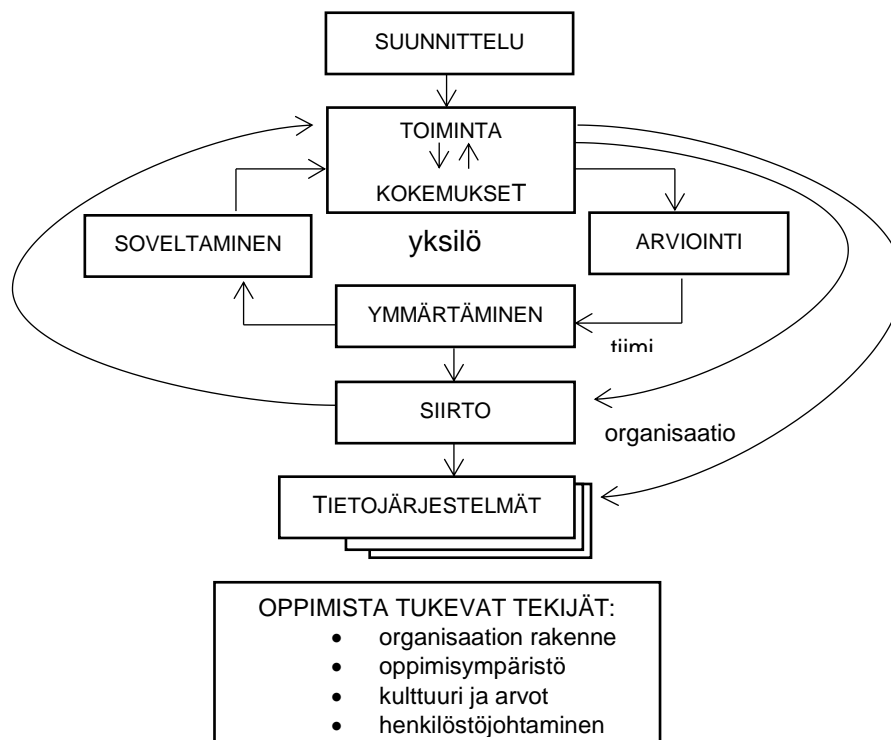 SUUNNITTELU
TOIMINTA
KOKEMUKSET
SOVELTAMINEN
yksilö
ARVIOINTI
YMMÄRTÄMINEN
tiimi
SIIRTO
organisaatio
TIETOJÄRJESTELMÄT
OPPIMISTA TUKEVAT TEKIJÄT:
• organisaation rakenne
• oppimisympäristö
• kulttuuri ja arvot
• henkilöstöjohtaminen